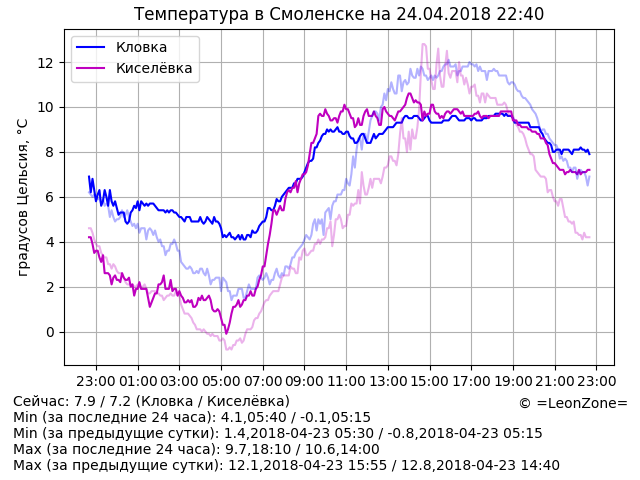 Температура в Смоленске на 24.04.2018 22:40
Кловка
Киселёвка
градусов Цельсия, °C
12
10
8
6
4
2
0
23:00 01:00 03:00 05:00 07:00 09:00 11:00 13:00 15:00 17:00 19:00 21:00 23:00
Сейчас: 7.9 / 7.2 (Кловка / Киселёвка)
© =LeonZone=
Min (за последние 24 часа): 4.1,05:40 / -0.1,05:15
Min (за предыдущие сутки): 1.4,2018-04-23 05:30 / -0.8,2018-04-23 05:15
Max (за последние 24 часа): 9.7,18:10 / 10.6,14:00
Max (за предыдущие сутки): 12.1,2018-04-23 15:55 / 12.8,2018-04-23 14:40